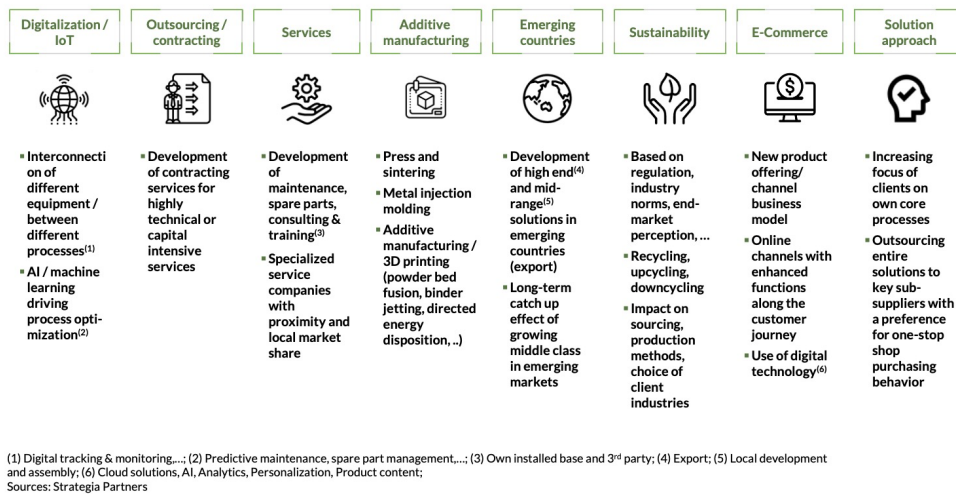 Digitalization /
IoT
Outsourcing /
contracting
Services
Additive
manufacturing
Emerging
countries
Sustainability
E-Commerce
Solution
approach
$
▪ Interconnecti
on of
different
equipment /
between
different
processes(1)
▪ AI / machine
learning
driving
process opti-
mization(2)
▪ Development
of contracting
services for
highly
technical or
capital
intensive
services
▪ Development
of
maintenance,
spare parts,
consulting &
training(3)
▪ Specialized
service
companies
with
proximity and
local market
share
▪ Press and
sintering
▪ Metal injection
molding
▪ Additive
manufacturing /
3D printing
(powder bed
fusion, binder
jetting, directed
energy
disposition, ..)
▪ Development
of high end(4)
and mid-
range(5)
solutions in
emerging
countries
(export)
▪ Long-term
catch up
effect of
growing
middle class
in emerging
markets
▪ Based on
regulation,
industry
norms, end-
market
perception, ...
▪ Recycling,
upcycling,
downcycling
▪ Impact on
sourcing,
production
methods,
choice of
client
industries
▪ New product
offering/
channel
business
model
▪ Online
channels with
enhanced
functions
along the
customer
journey
▪ Use of digital
technology(6)
▪ Increasing
focus of
clients on
own core
processes
▪ Outsourcing
entire
solutions to
key sub-
suppliers with
a preference
for one-stop
shop
purchasing
behavior
(1) Digital tracking & monitoring,...; (2) Predictive maintenance, spare part management,...; (3) Own installed base and 3rd party; (4) Export; (5) Local development
and assembly; (6) Cloud solutions, AI, Analytics, Personalization, Product content;
Sources: Strategia Partners